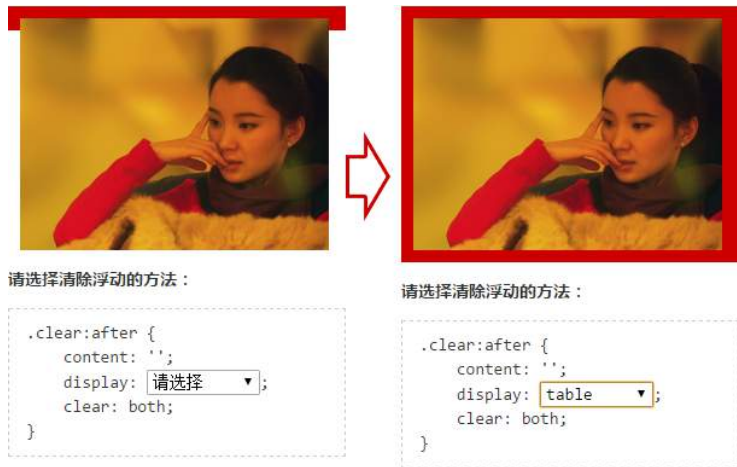 请选择清除浮动的方法：
.clear:after {
content: '';
display: 请选择 ;
clear: both;
}
请选择清除浮动的方法：
.clear:after {
content: '';
display: table ;
clear: both;
}